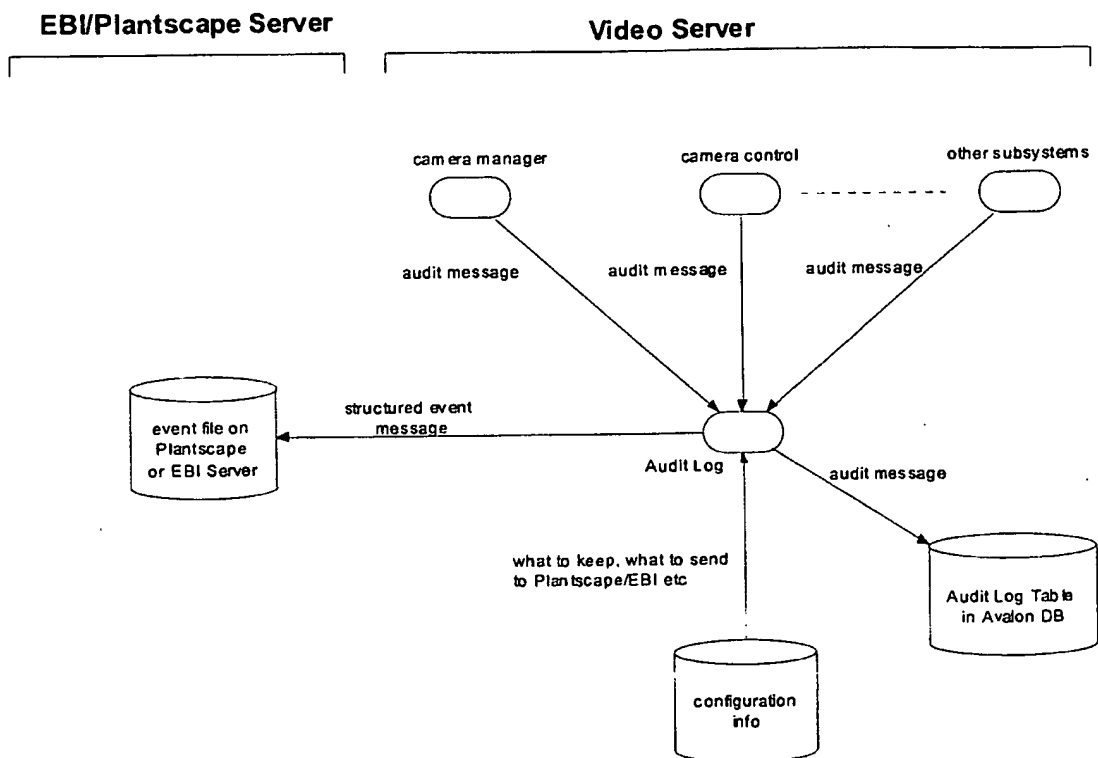 EBI/Plantscape Server
Video Server
camera manager
camera control
other subsystems
audit message
audit message
audit message
event file on
Plantscape
or EBI Server
structured event
message
Audit Log
audit message
what to keep, what to send
to Plantscape/EBI etc
Audit Log Table
in Avalon DB
configuration
info